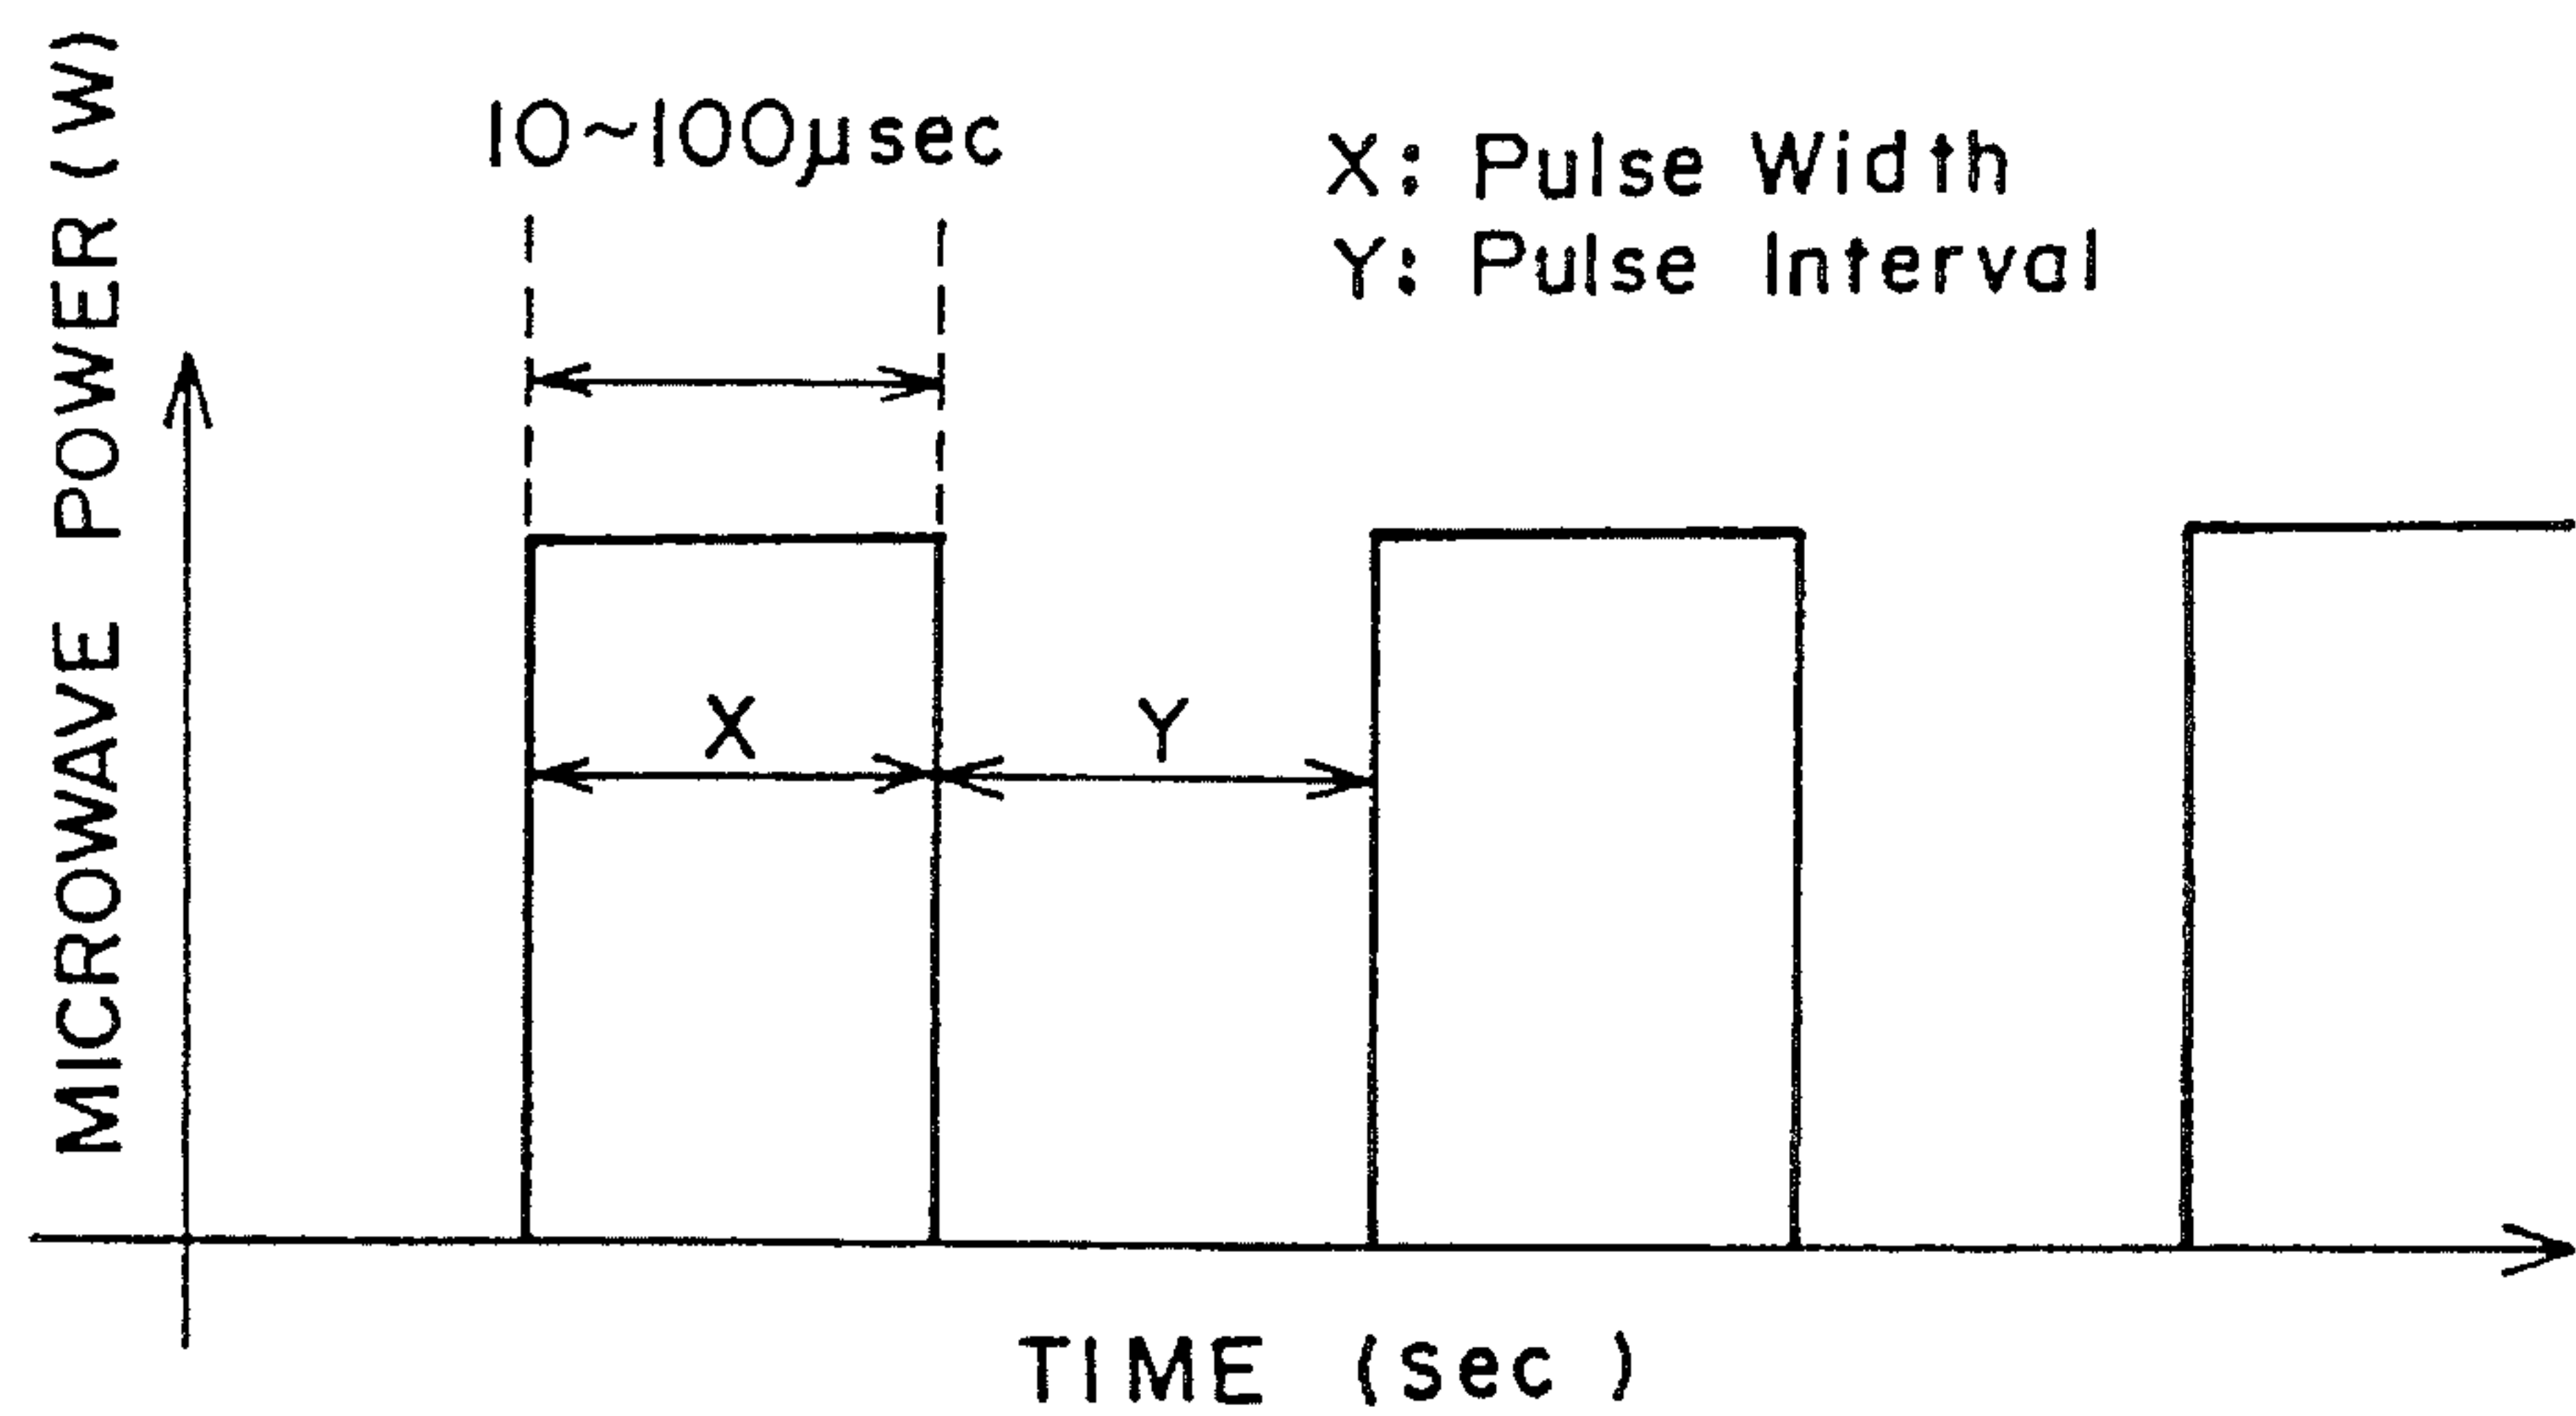 MICROWAVE POWER (W)
10~100μsec
X: Pulse Width
Y: Pulse Interval
X
Y
TIME (sec )